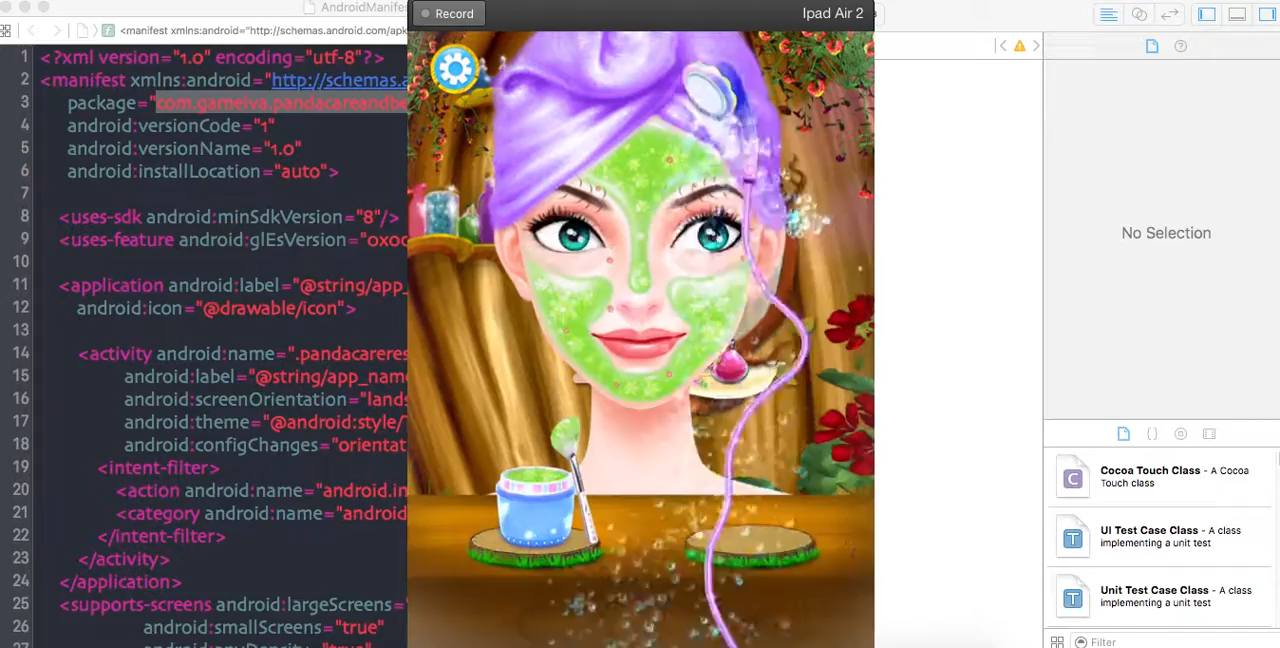 AndroidManifes
<manifest xmlns:android="http://schemas.android.com/apk
1 <?xml version="1.0" encoding="utf-8"?>
2 <manifest xmlns:android="http://schemas.a
3 package="com.gameiva.pandacareandbe
4 android:versionCode="1"
5 android:versionName="1.0"
6 android:installLocation="auto">
7
8 <uses-sdk android:minSdkVersion="8"/>
9 <uses-feature android:glEsVersion="0x00
10
11 <application android:label="@string/app_
12 android:icon="@drawable/icon">
13
14 <activity android:name=".pandacareres
15 android:label="@string/app_name
16 android:screenOrientation="lands
17 android:theme="@android:style/T
18 android:configChanges="orientat
19 <intent-filter>
20 <action android:name="android.in
21 <category android:name="android
22 </intent-filter>
23 </activity>
24 </application>
25 <supports-screens android:largeScreens="
26 android:smallScreens="true"
27
Record
Ipad Air 2
No Selection
Cocoa Touch Class - A Cocoa
Touch class
UI Test Case Class - A class
implementing a unit test
Unit Test Case Class - A class
implementing a unit test
Filter